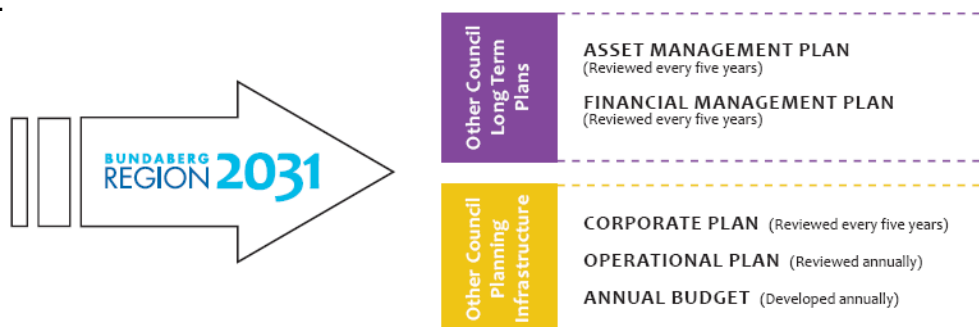 .
BUNDABERG
REGION 2031
Other Council
Long Term
Plans
ASSET MANAGEMENT PLAN
(Reviewed every five years)
FINANCIAL MANAGEMENT PLAN
(Reviewed every five years)
Other Council
Planning
Infrastructure
CORPORATE PLAN (Reviewed every five years)
OPERATIONAL PLAN (Reviewed annually)
ANNUAL BUDGET (Developed annually)